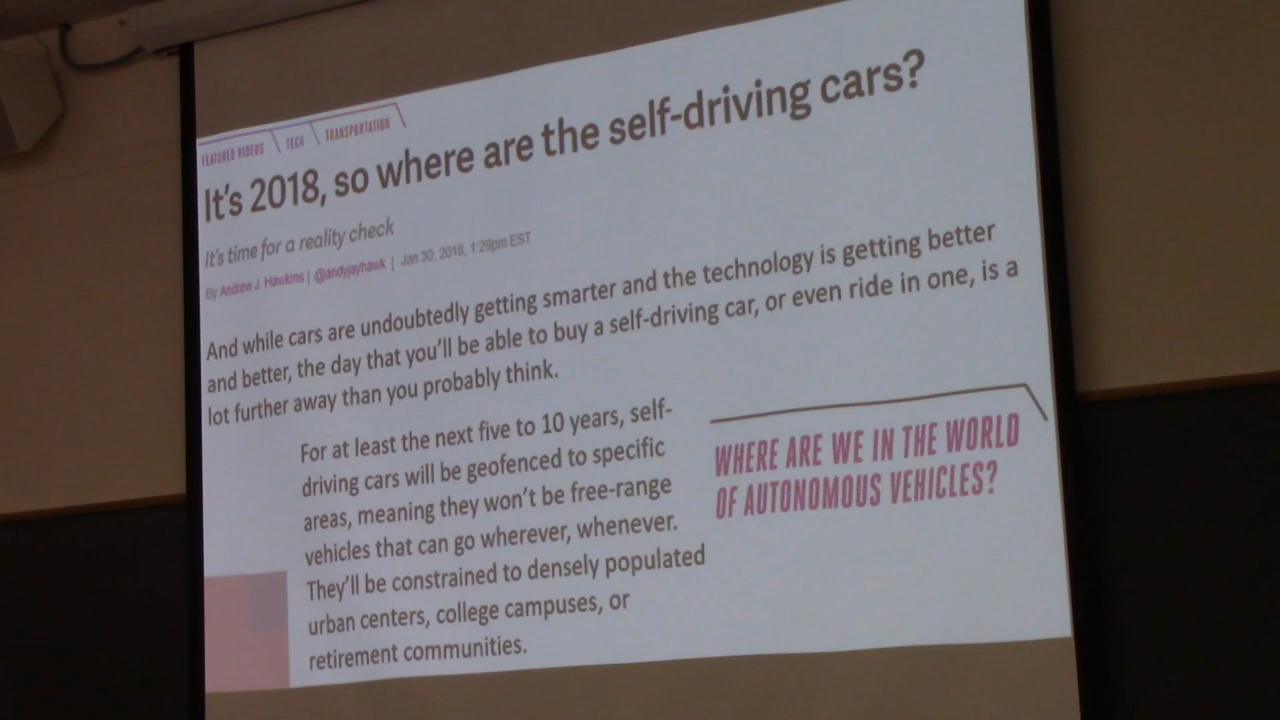 FEATURED VIDEOS TECH TRANSPORTATION
It's 2018, so where are the self-driving cars?
It's time for a reality check
By Andrew J. Hawkins | @andyjayhawk | Jan 30, 2018, 1:29pm EST
And while cars are undoubtedly getting smarter and the technology is getting better
and better, the day that you'll be able to buy a self-driving car, or even ride in one, is a
lot further away than you probably think.
For at least the next five to 10 years, self-
driving cars will be geofenced to specific
areas, meaning they won't be free-range
vehicles that can go wherever, whenever.
They'll be constrained to densely populated
urban centers, college campuses, or
retirement communities.
WHERE ARE WE IN THE WORLD
OF AUTONOMOUS VEHICLES?